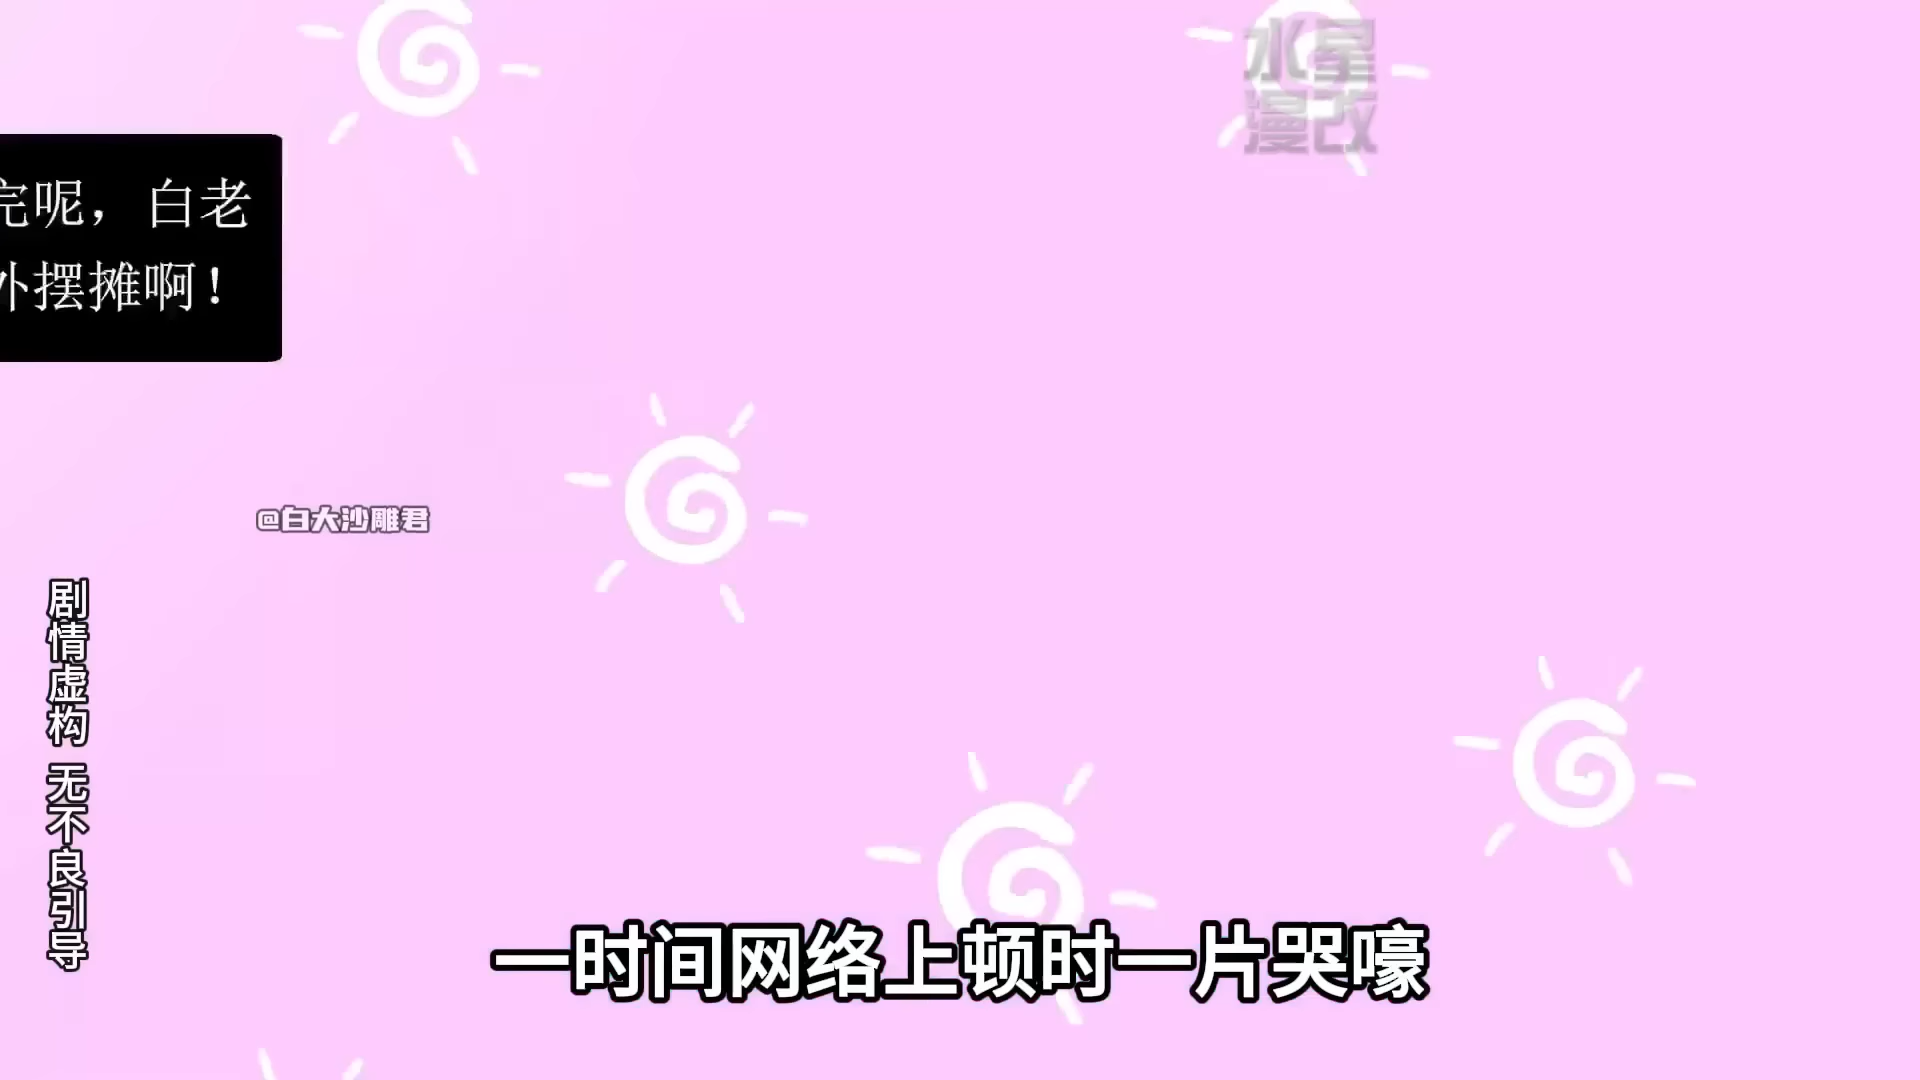 水星
漫改
完呢，白老
外摆摊啊！
@白大沙雕君
剧情虚构 无不良引导
一时间网络上顿时一片哭嚎